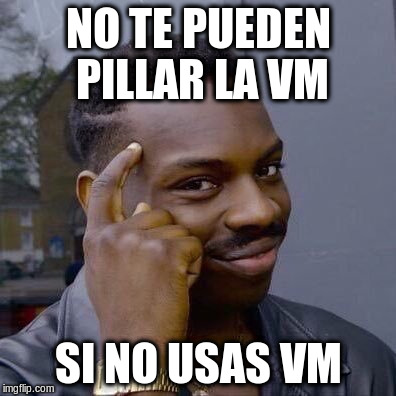 NO TE PUEDEN
PILLAR LA VM
SI NO USAS VM
imgflip.com